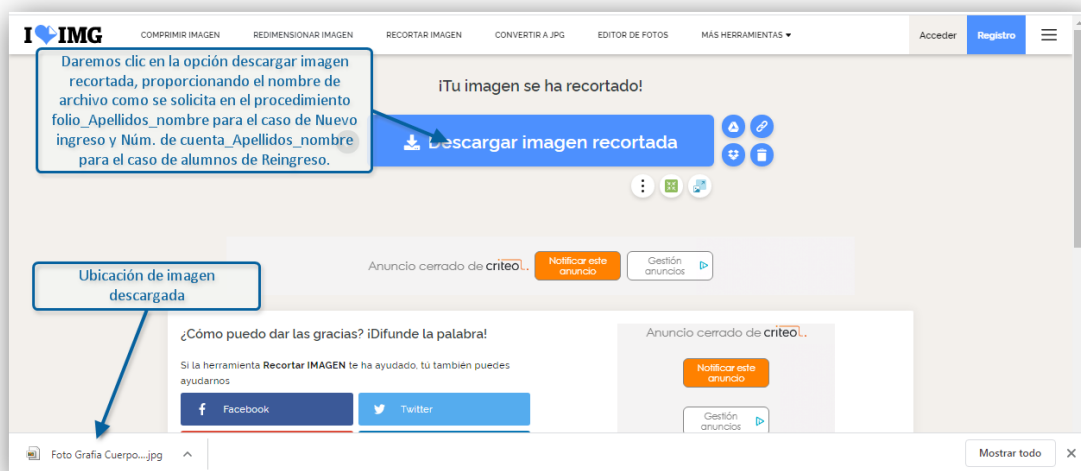 I IMG
COMPRIMIR IMAGEN
REDIMENSIONAR IMAGEN
RECORTAR IMAGEN
CONVERTIR A JPG
EDITOR DE FOTOS
MÁS HERRAMIENTAS
Acceder
Registro
Daremos clic en la opción descargar imagen
recortada, proporcionando el nombre de
archivo como se solicita en el procedimiento
folio_Apellidos_nombre para el caso de Nuevo
ingreso y Núm. de cuenta_Apellidos_nombre
para el caso de alumnos de Reingreso.
¡Tu imagen se ha recortado!
Descargar imagen recortada
Anuncio cerrado de criteo
Notificar este
anuncio
Gestión
anuncios
Ubicación de imagen
descargada
¿Cómo puedo dar las gracias? ¡Difunde la palabra!
Si la herramienta Recortar IMAGEN te ha ayudado, tú también puedes
ayudarnos
Facebook
Twitter
Anuncio cerrado de criteo
Notificar este
anuncio
Gestión
anuncios
Foto Grafia Cuerpo....jpg
Mostrar todo